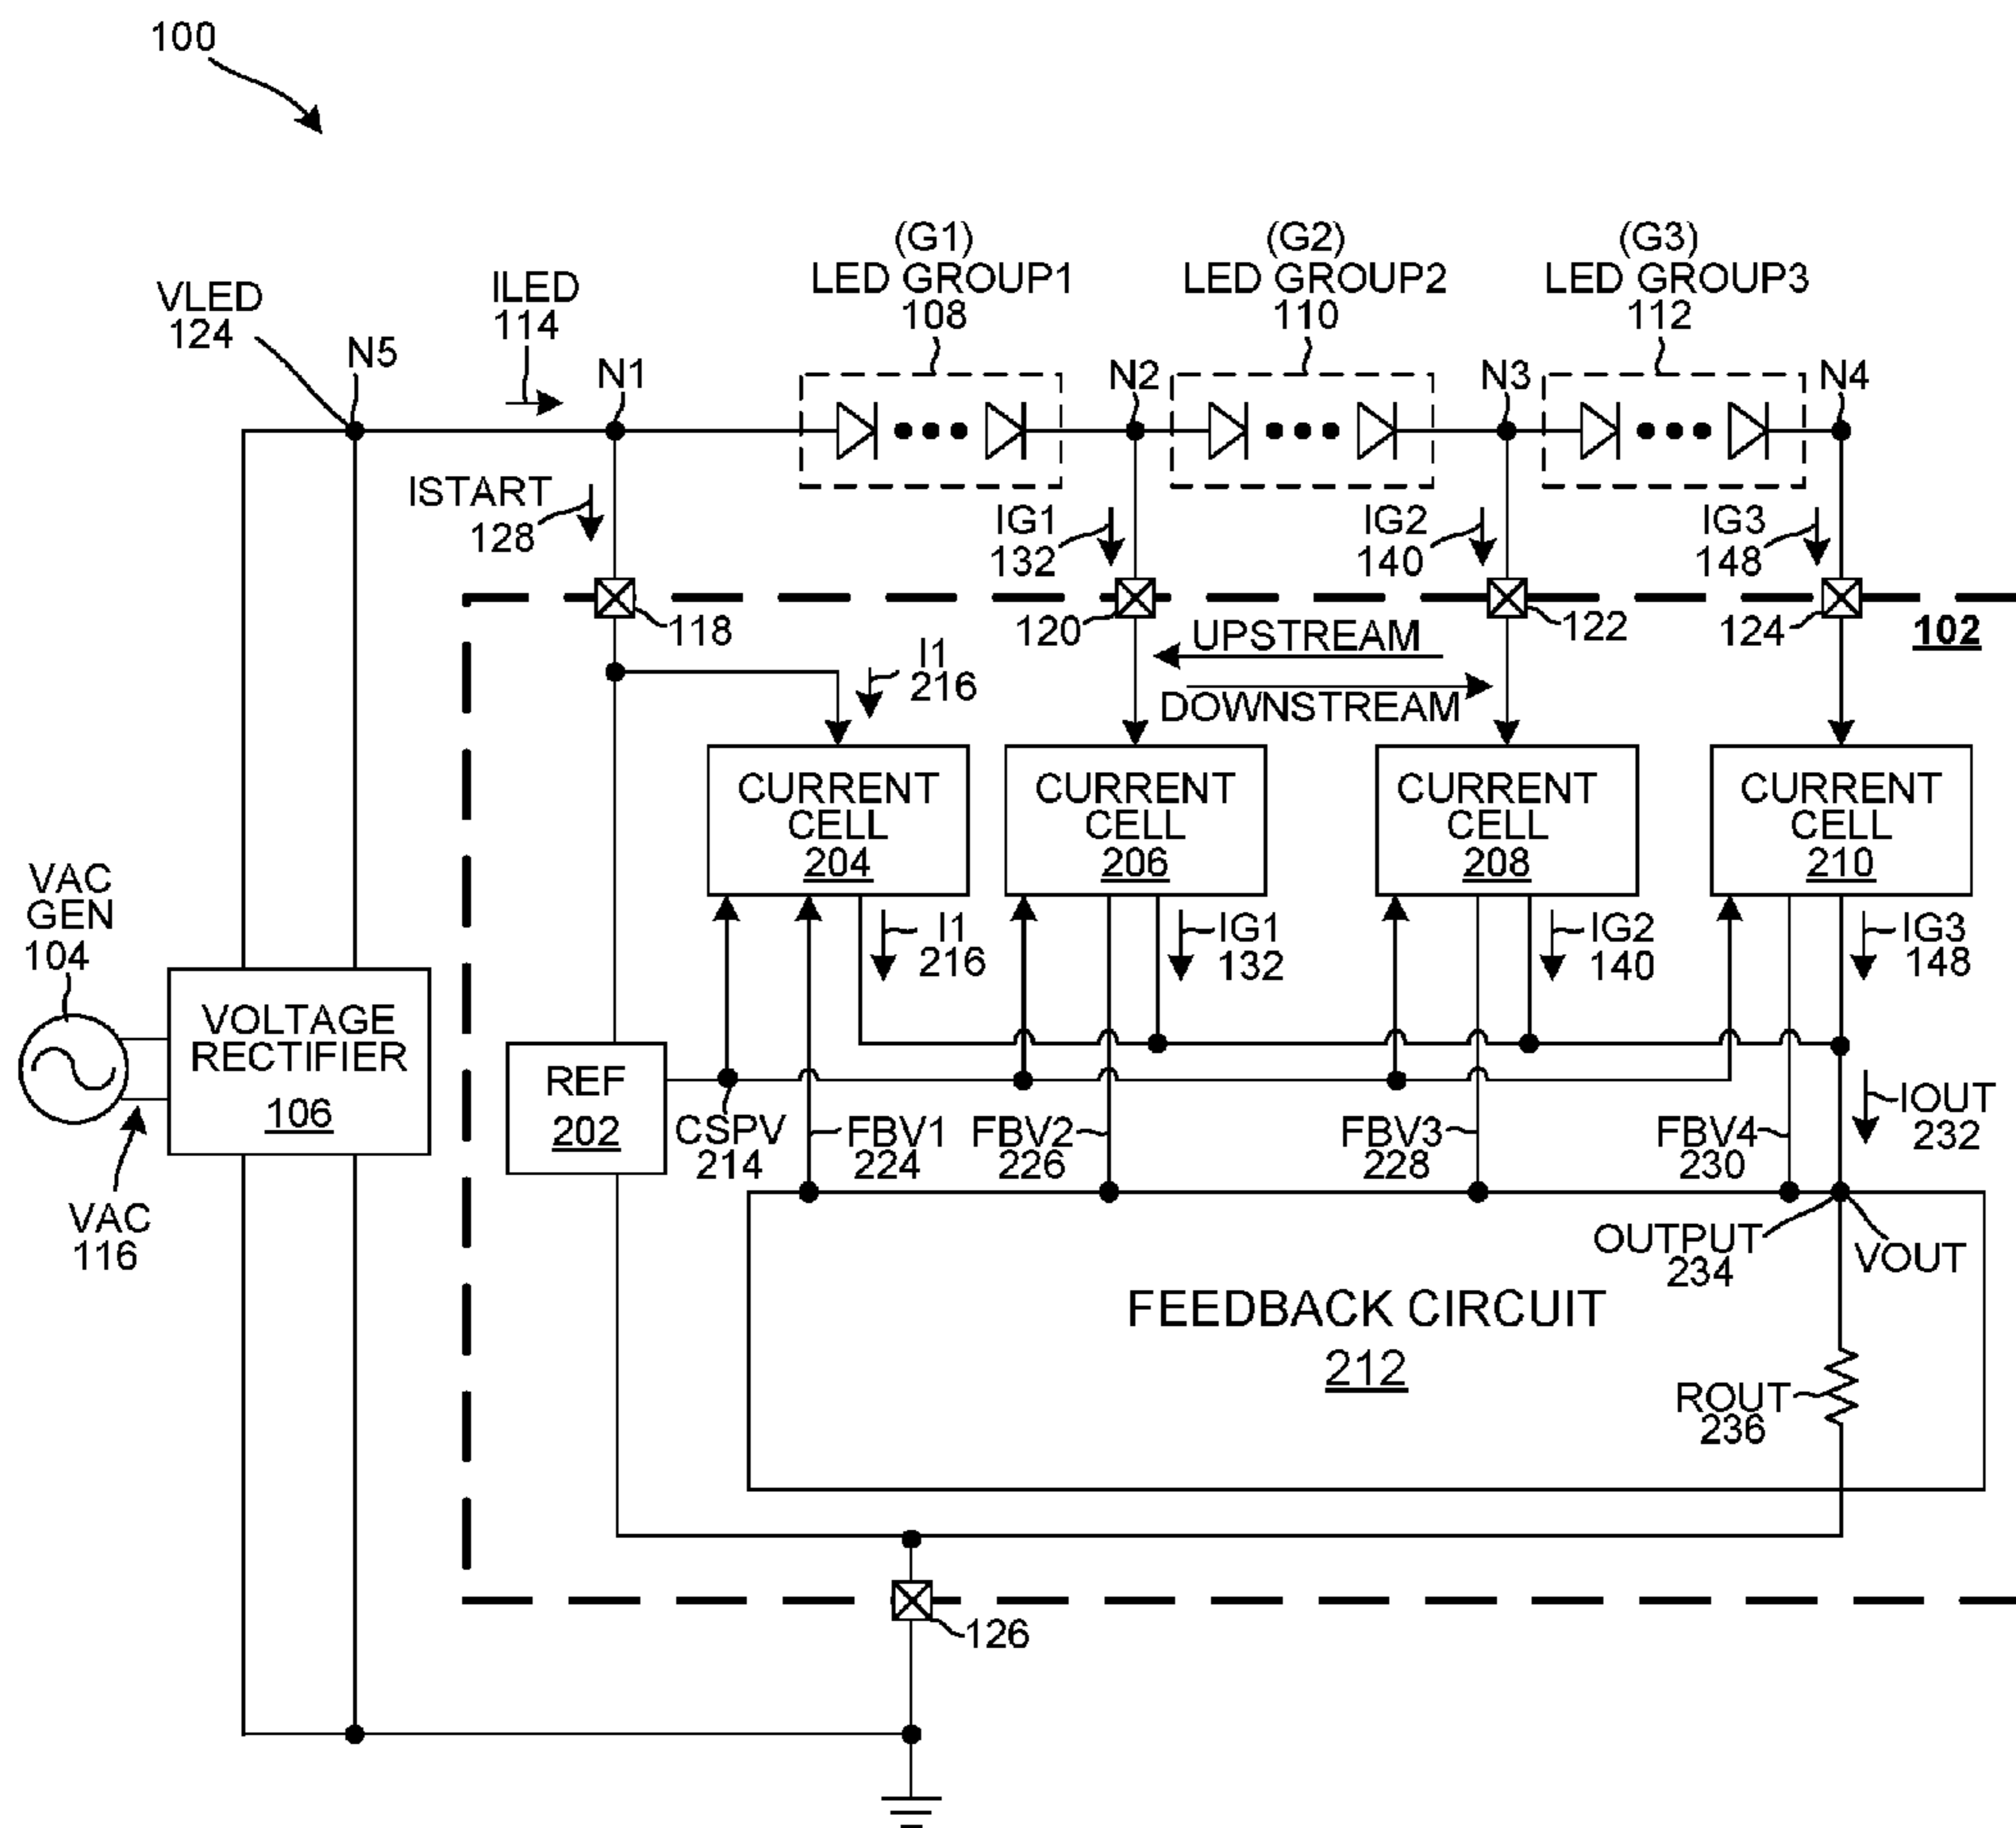 100
(G1)
LED GROUP1
108
(G2)
LED GROUP2
110
(G3)
LED GROUP3
112
VLED
124
N5
ILED
114
N1
N2
N3
N4
ISTART
128
IG1
132
IG2
140
IG3
148
118
120
122
124
102
UPSTREAM
DOWNSTREAM
I1
216
CURRENT
CELL
204
CURRENT
CELL
206
CURRENT
CELL
208
CURRENT
CELL
210
VAC
GEN
104
I1
216
IG1
132
IG2
140
IG3
148
VOLTAGE
RECTIFIER
106
REF
202
CSPV
214
FBV1
224
FBV2
226
FBV3
228
FBV4
230
IOUT
232
VAC
116
OUTPUT
234
VOUT
FEEDBACK CIRCUIT
212
ROUT
236
126